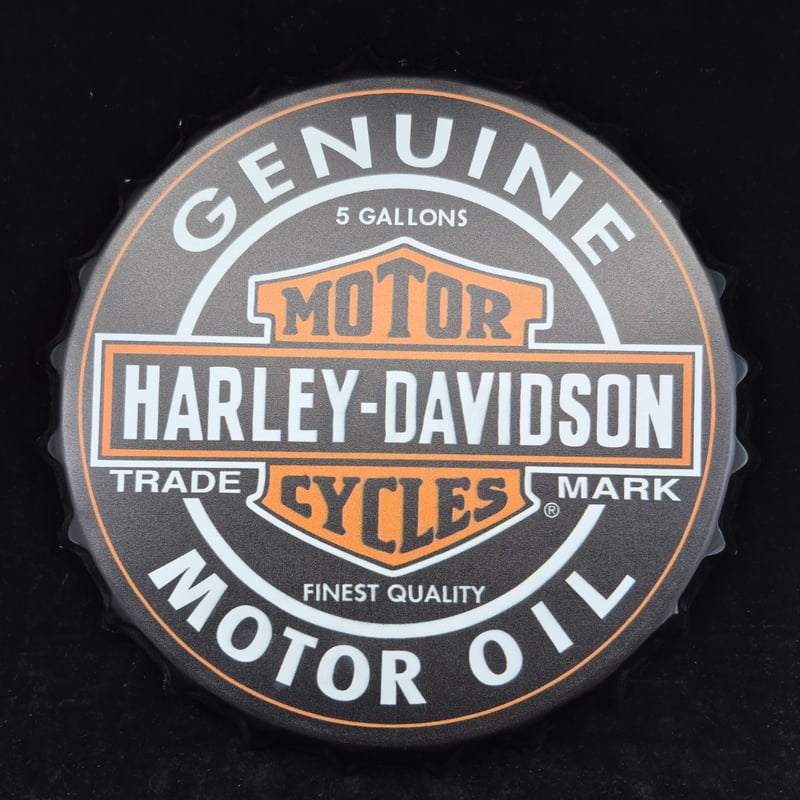 GENUINE
5 GALLONS
MOTOR
HARLEY-DAVIDSON
TRADE MARK
CYCLES
®
FINEST QUALITY
MOTOR OIL